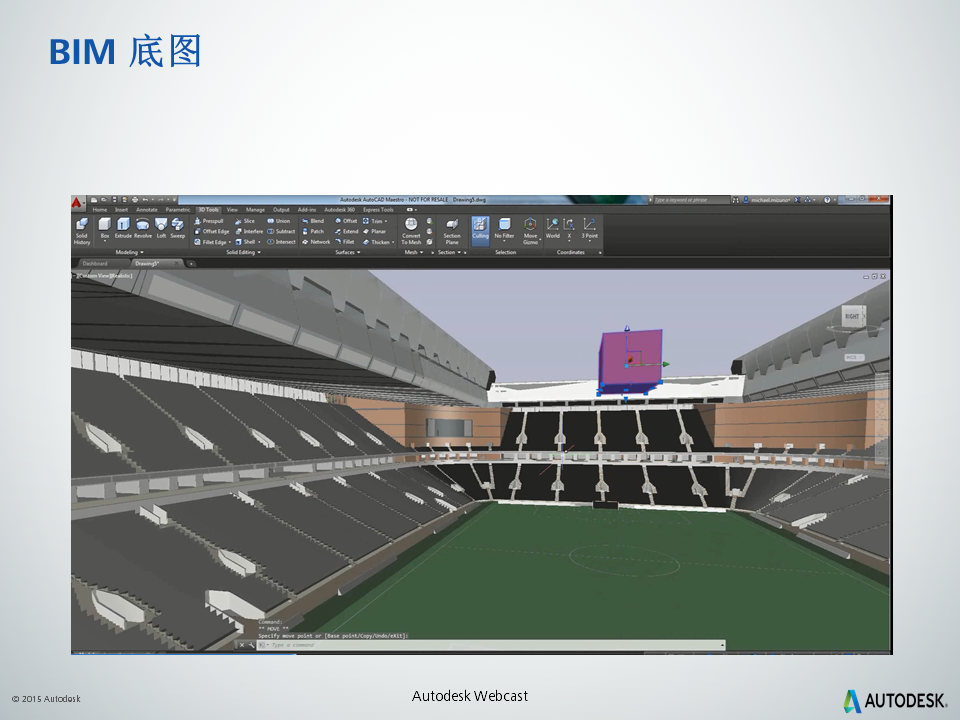 BIM 底图
Autodesk AutoCAD Maestro - NOT FOR RESALE Drawing5.dwg
Type a keyword or phrase
Home Insert Annotate Parametric 3D Tools View Manage Output Add-ins Autodesk 360 Express Tools
Solid History Box Extrude Revolve Loft Sweep
Presspull Slice Union
Offset Edge Interfere Subtract
Fillet Edge Shell Intersect
Blend Offset Trim
Patch Extend Planar
Network Fillet Thicken
Convert To Mesh Section Plane Culling No Filter Move Gizmo World X 3 Point
Modeling Solid Editing Surfaces Mesh Section Selection Coordinates
Dashboard Drawing5*
[Custom View][Realistic]
RIGHT
WCS
Command:
** MOVE **
Specify move point or [Base point/Copy/Undo/eXit]:
Type a command
© 2015 Autodesk
Autodesk Webcast
AUTODESK.